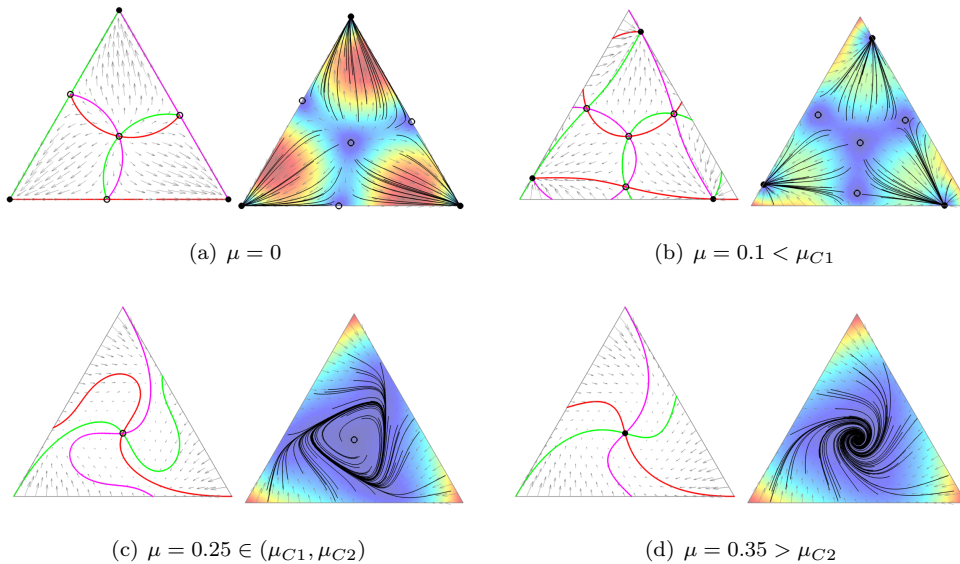 (a) μ = 0
(b) μ = 0.1 < μ_{C1}
(c) μ = 0.25 ∈ (μ_{C1}, μ_{C2})
(d) μ = 0.35 > μ_{C2}